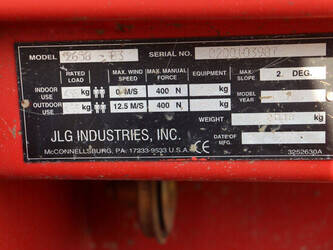 MODEL SERIAL NO.
RATED LOAD MAX. WIND SPEED MAX. MANUAL FORCE EQUIPMENT MAX. SLOPE 2. DEG.
INDOOR USE kg 0 M/S 400 N kg MODEL YEAR
OUTDOOR USE kg 12.5 M/S 400 N kg
WEIGHT kg
JLG INDUSTRIES, INC.
McCONNELLSBURG, PA. 17233-9533 U.S.A. CE DATE OF MFG.
3252630A